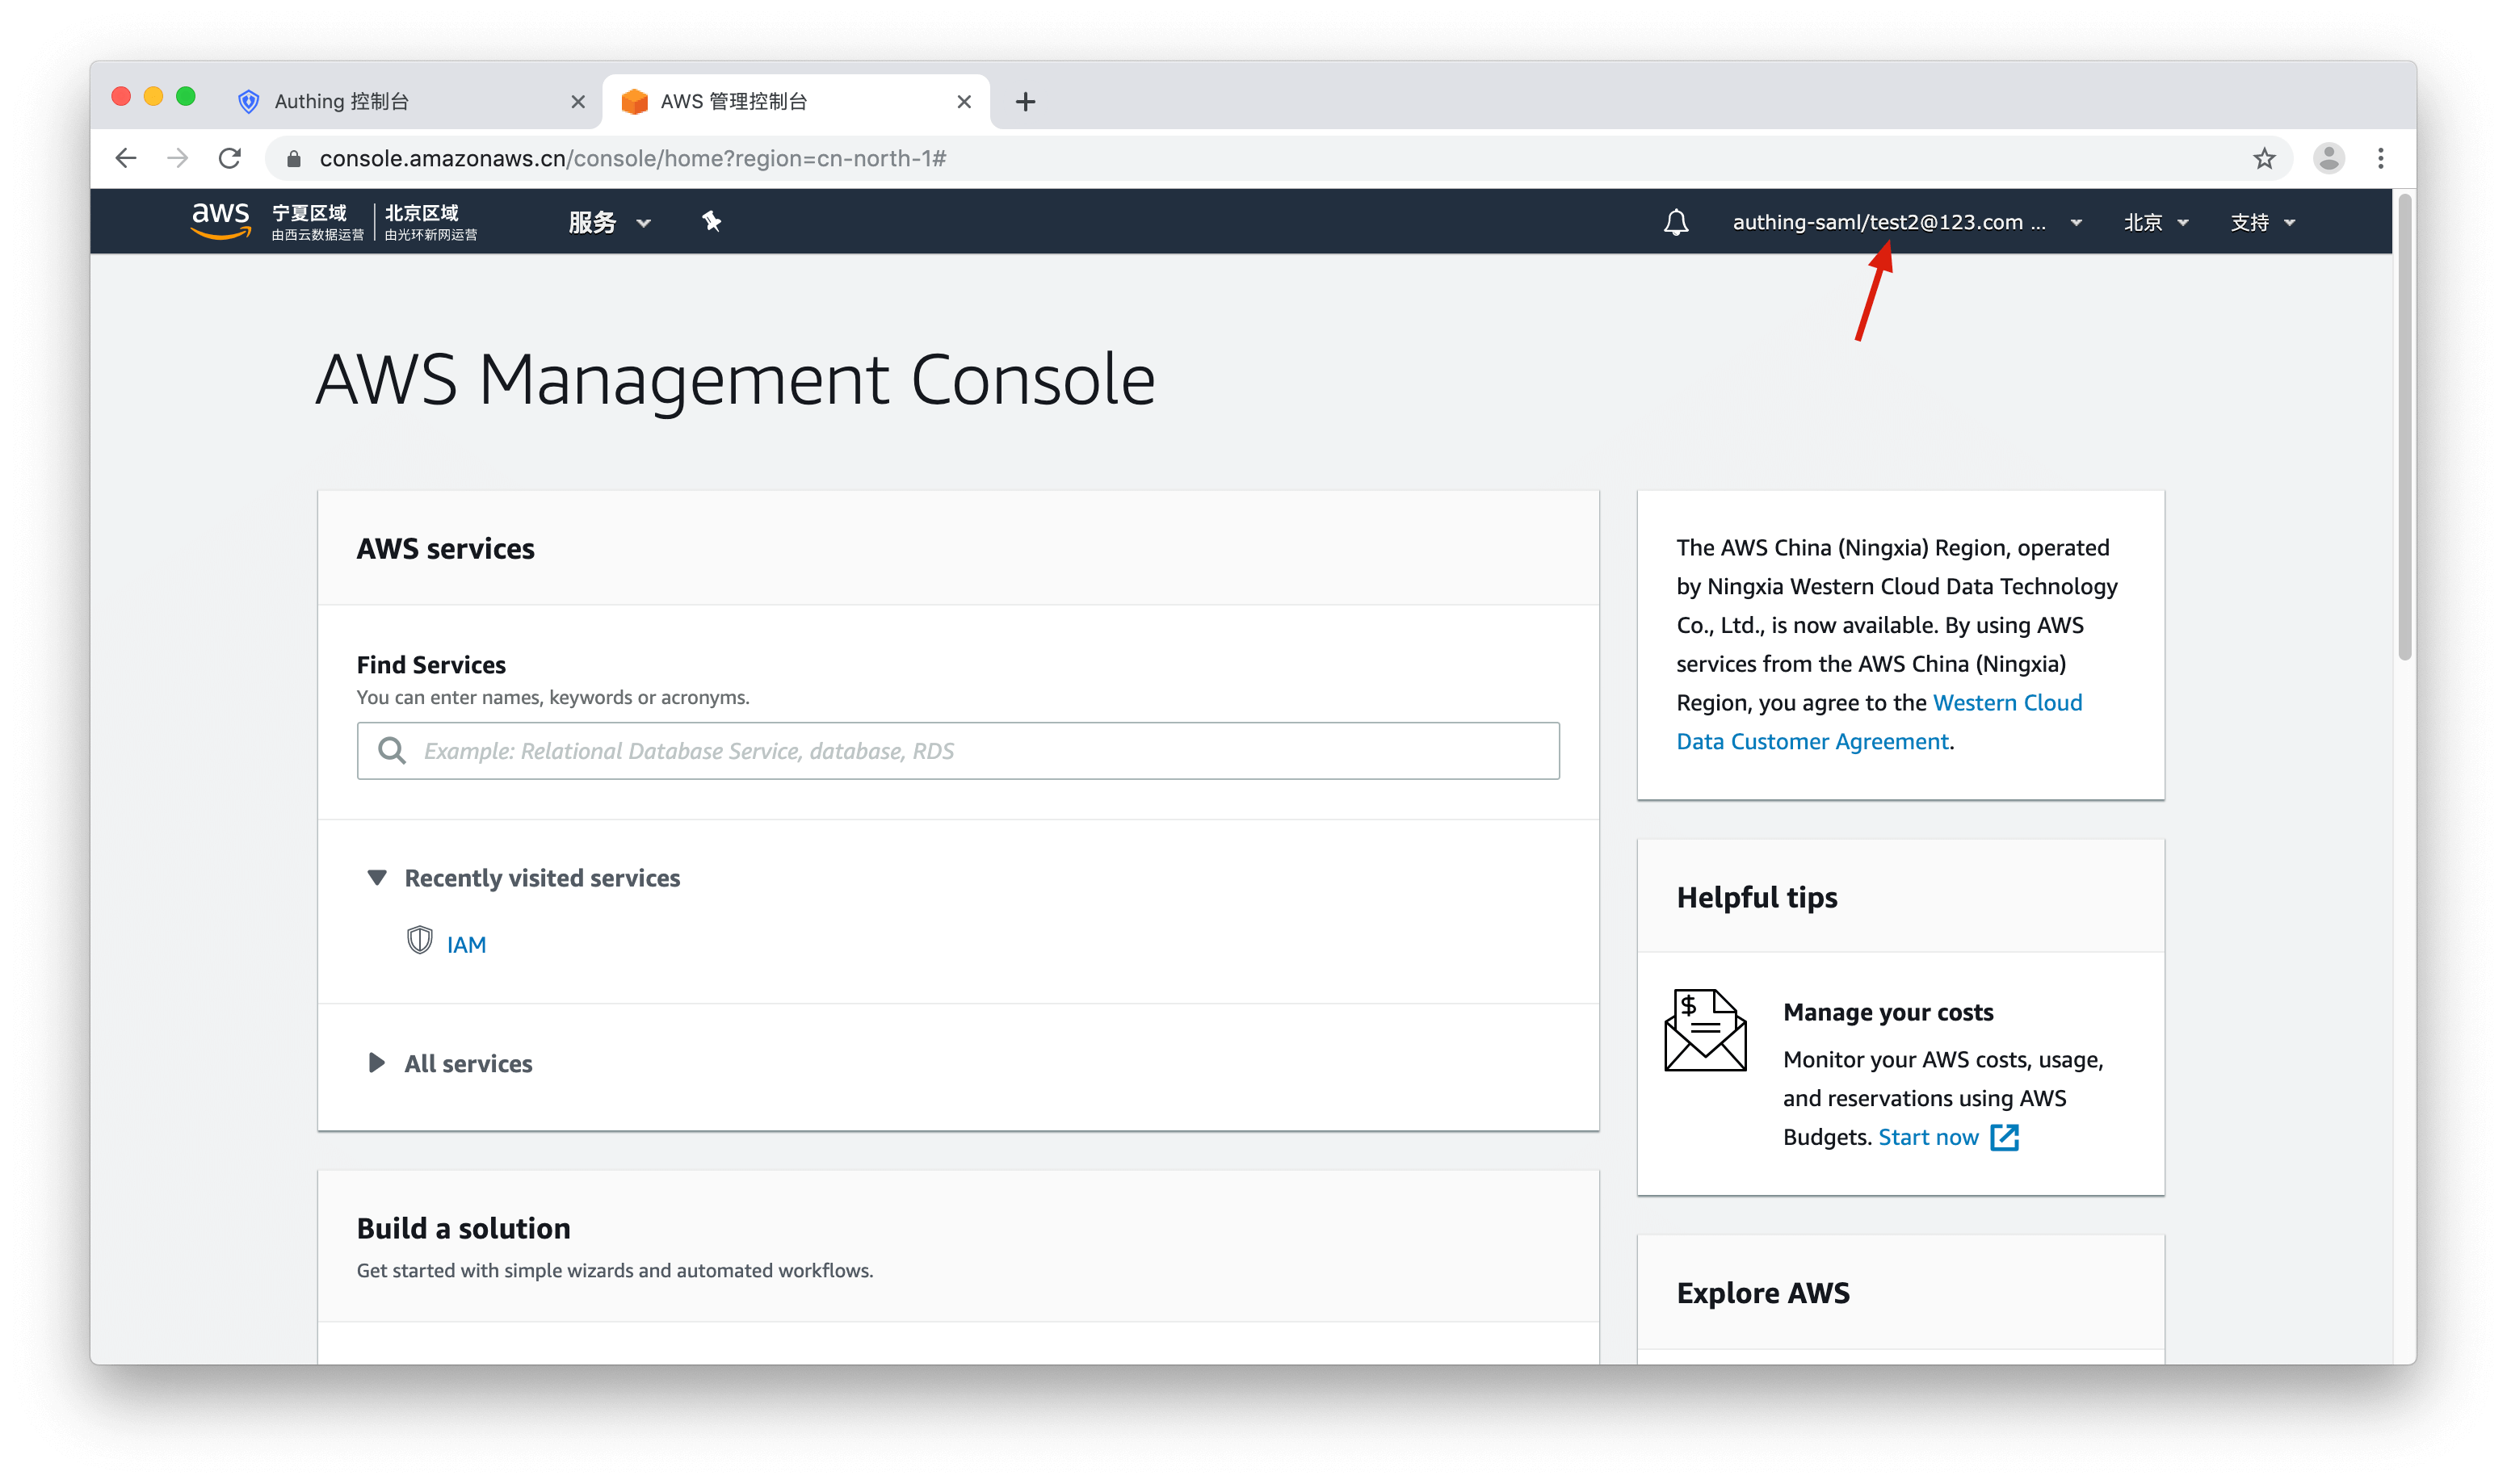 Authing 控制台
AWS 管理控制台
console.amazonaws.cn/console/home?region=cn-north-1#
aws
宁夏区域
由西云数据运营
北京区域
由光环新网运营
服务
authing-saml/test2@123.com ...
北京
支持
AWS Management Console
AWS services
Find Services
You can enter names, keywords or acronyms.
Example: Relational Database Service, database, RDS
Recently visited services
IAM
All services
Build a solution
Get started with simple wizards and automated workflows.
The AWS China (Ningxia) Region, operated
by Ningxia Western Cloud Data Technology
Co., Ltd., is now available. By using AWS
services from the AWS China (Ningxia)
Region, you agree to the Western Cloud
Data Customer Agreement.
Helpful tips
$
Manage your costs
Monitor your AWS costs, usage,
and reservations using AWS
Budgets. Start now
Explore AWS